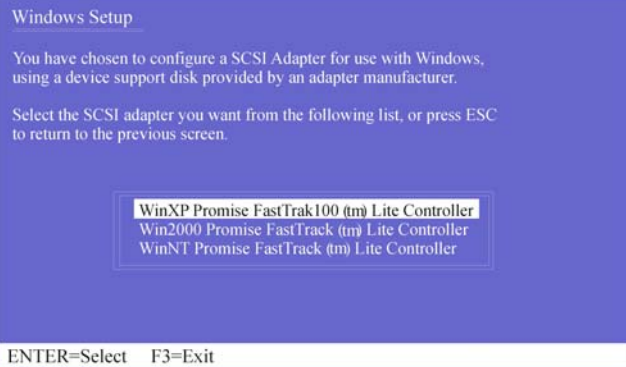 Windows Setup
You have chosen to configure a SCSI Adapter for use with Windows,
using a device support disk provided by an adapter manufacturer.
Select the SCSI adapter you want from the following list, or press ESC
to return to the previous screen.
WinXP Promise FastTrak100 (tm) Lite Controller
Win2000 Promise FastTrack (tm) Lite Controller
WinNT Promise FastTrack (tm) Lite Controller
ENTER=Select F3=Exit